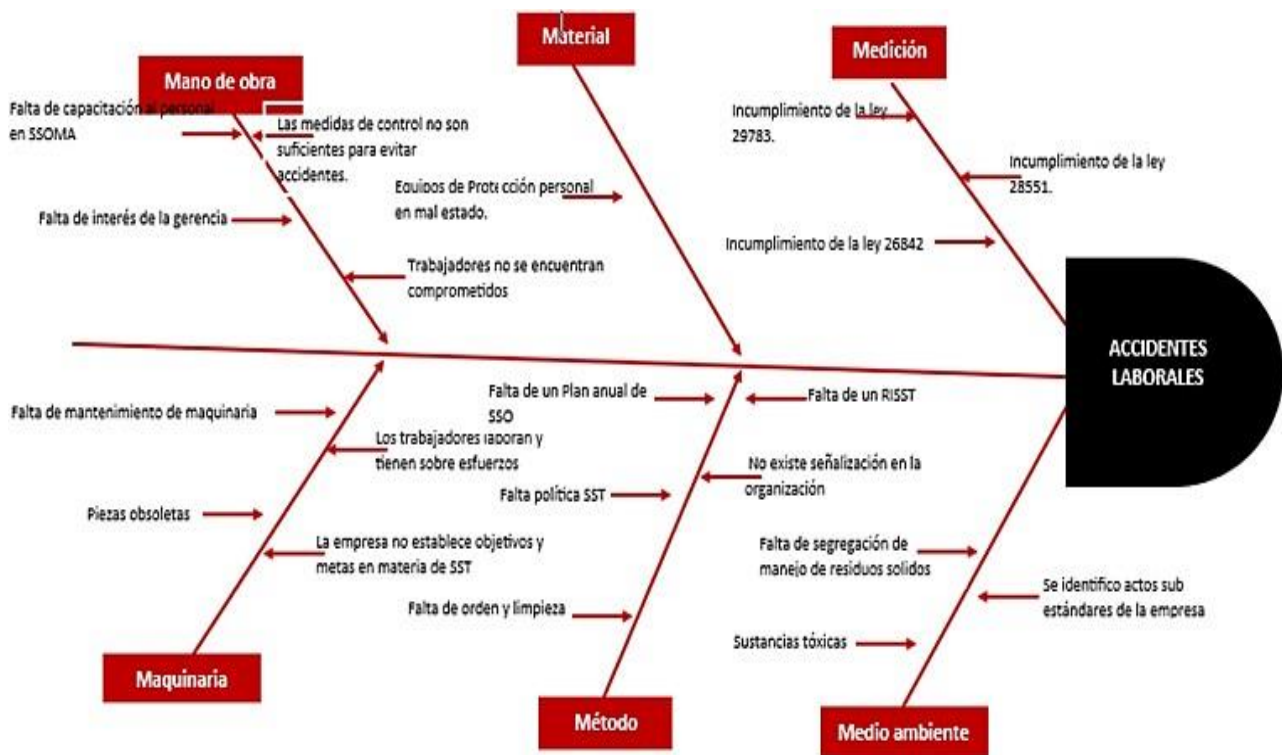 Material
Medición
Mano de obra
Falta de capacitación al personal
en SSOMA
Las medidas de control no son
suficientes para evitar
accidentes.
Incumplimiento de la ley
29783.
Incumplimiento de la ley
28551.
Equipos de Protección personal
en mal estado.
Falta de interés de la gerencia
Incumplimiento de la ley 26842
Trabajadores no se encuentran
comprometidos
ACCIDENTES
LABORALES
Falta de un Plan anual de
SSO
Falta de un RISST
Falta de mantenimiento de maquinaria
Los trabajadores laboran y
tienen sobre esfuerzos
No existe señalización en la
organización
Falta política SST
Piezas obsoletas
La empresa no establece objetivos y
metas en materia de SST
Falta de segregación de
manejo de residuos solidos
Se identifico actos sub
estándares de la empresa
Falta de orden y limpieza
Sustancias tóxicas
Maquinaria
Método
Medio ambiente